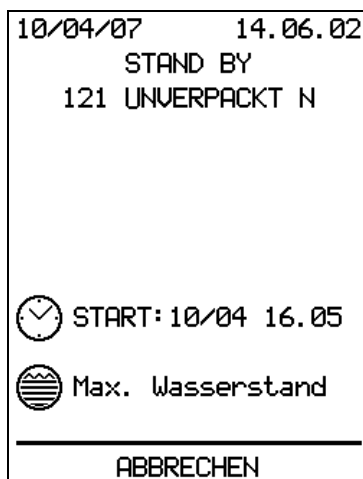 10/04/07 14.06.02
STAND BY
121 UNVERPACKT N
START:10/04 16.05
Max. Wasserstand
ABBRECHEN